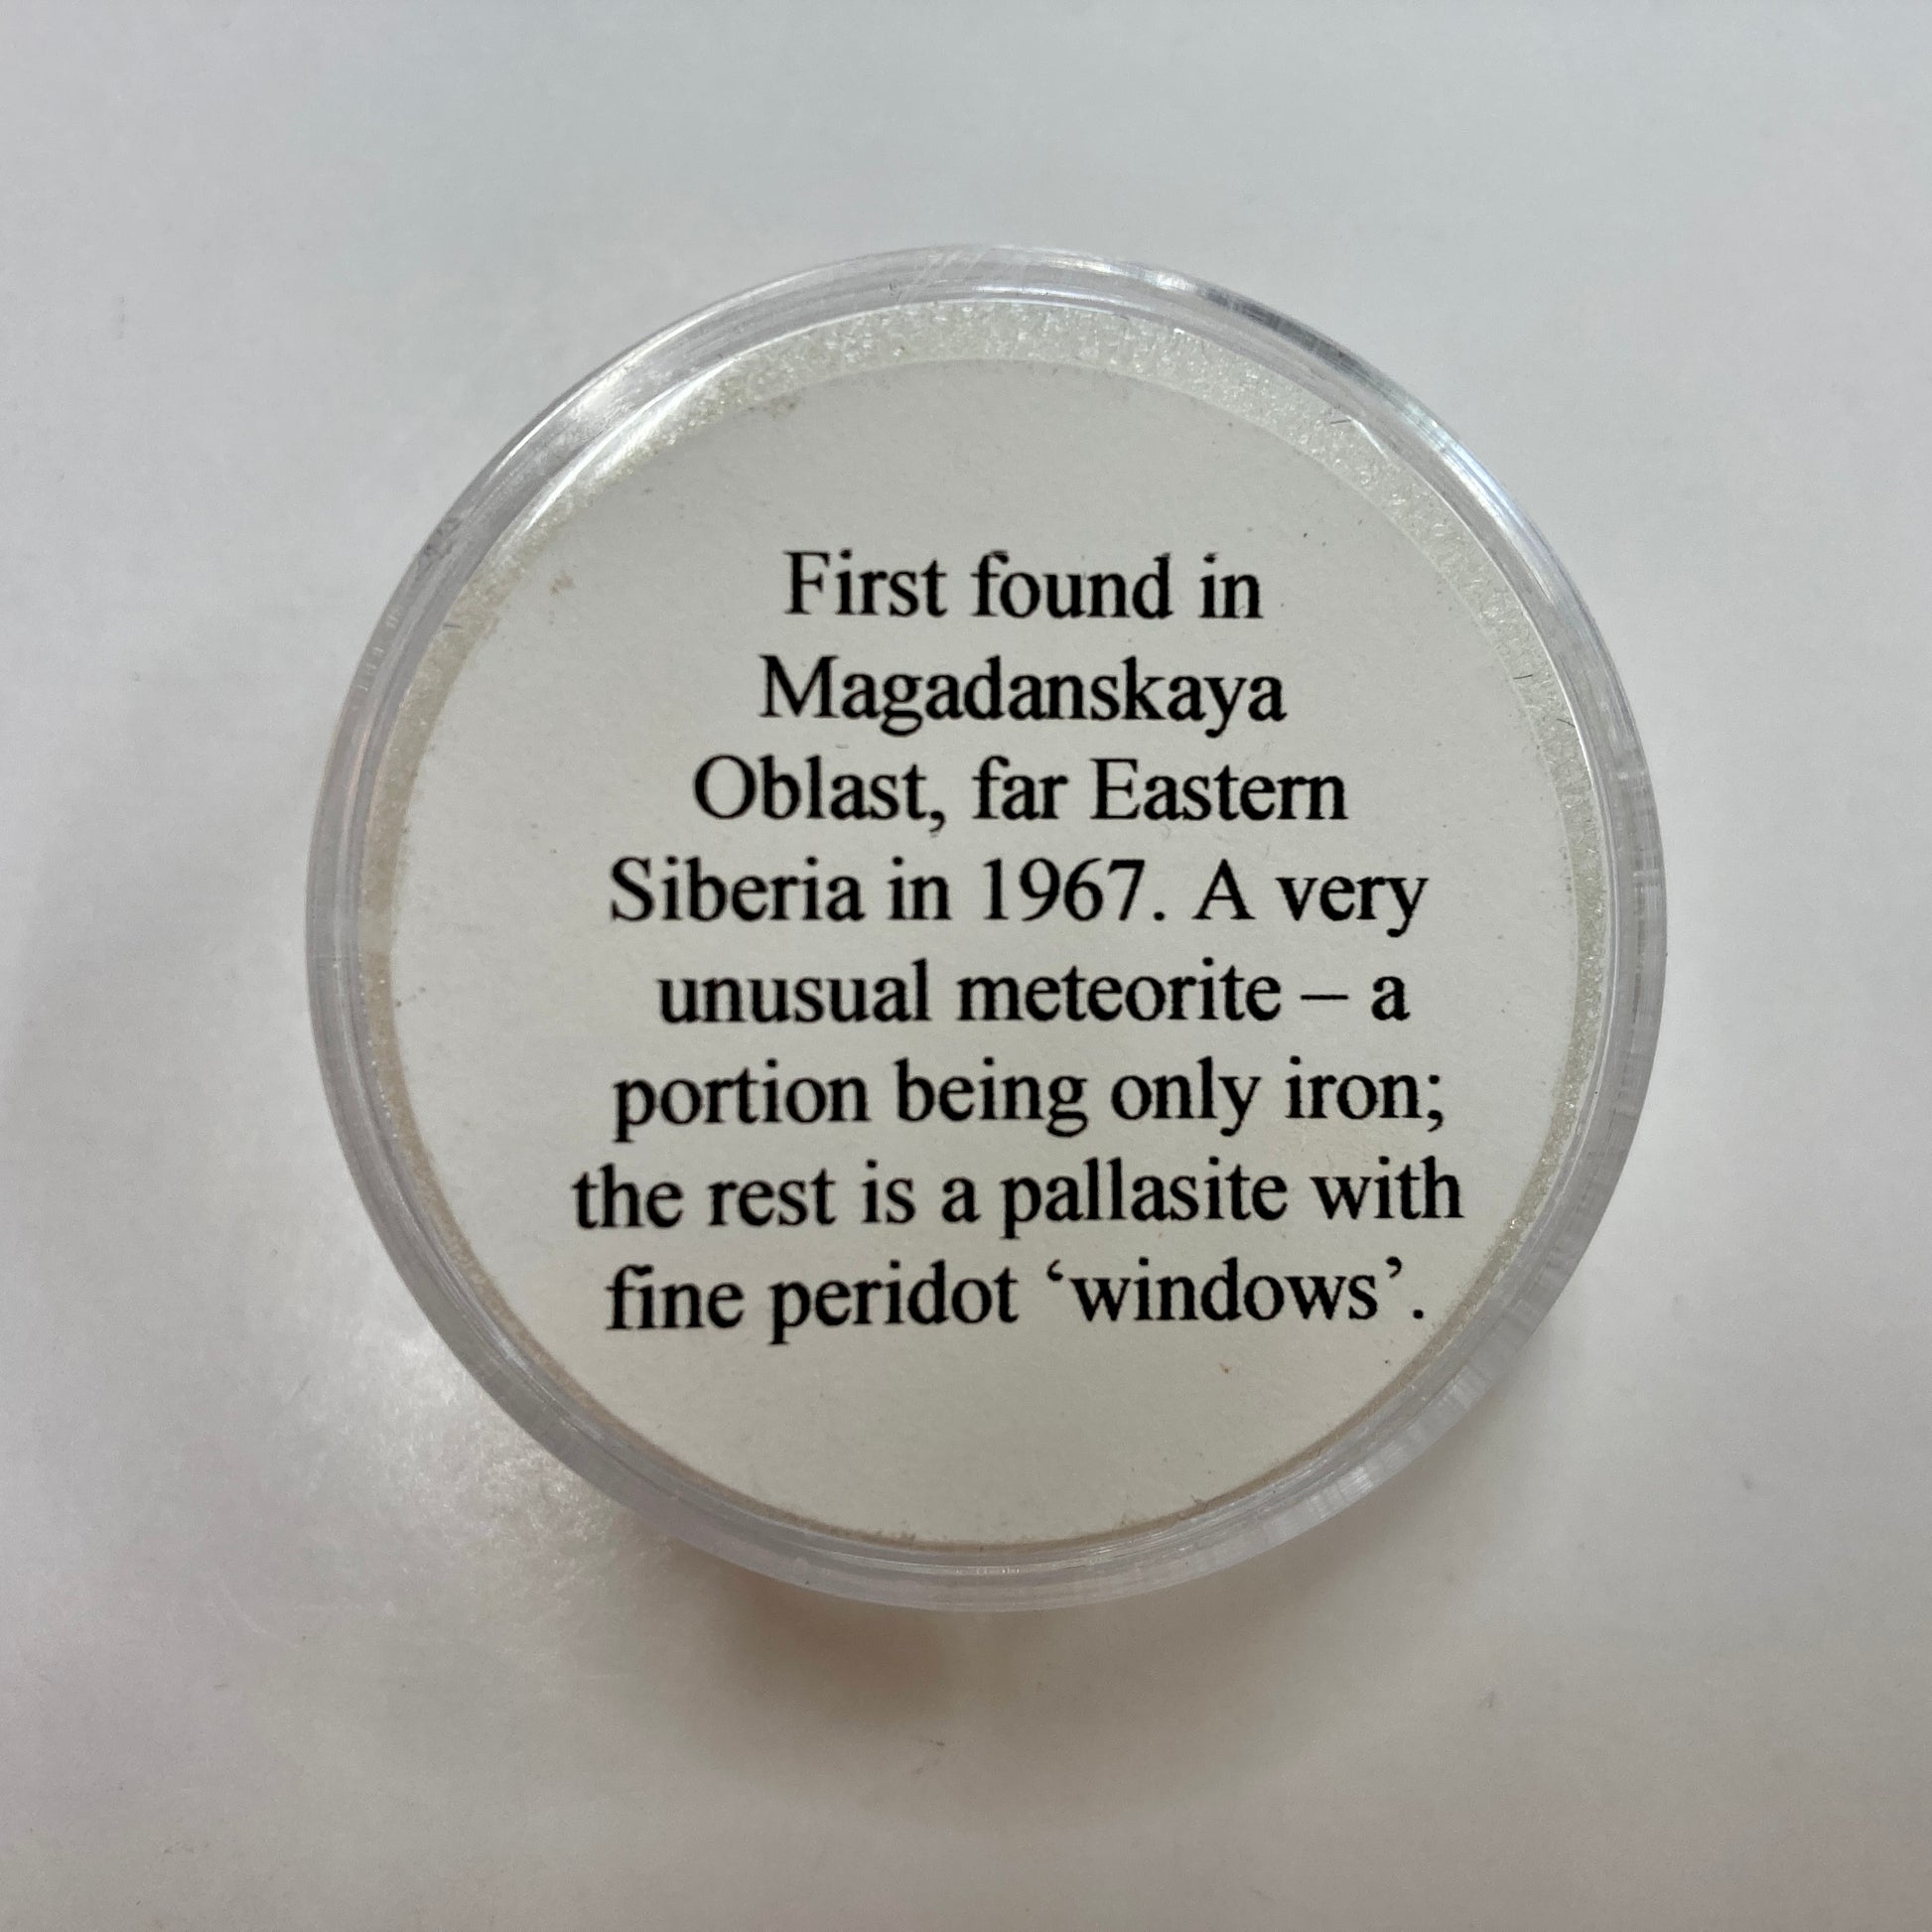 First found in
Magadanskaya
Oblast, far Eastern
Siberia in 1967. A very
unusual meteorite – a
portion being only iron;
the rest is a pallasite with
fine peridot ‘windows’.